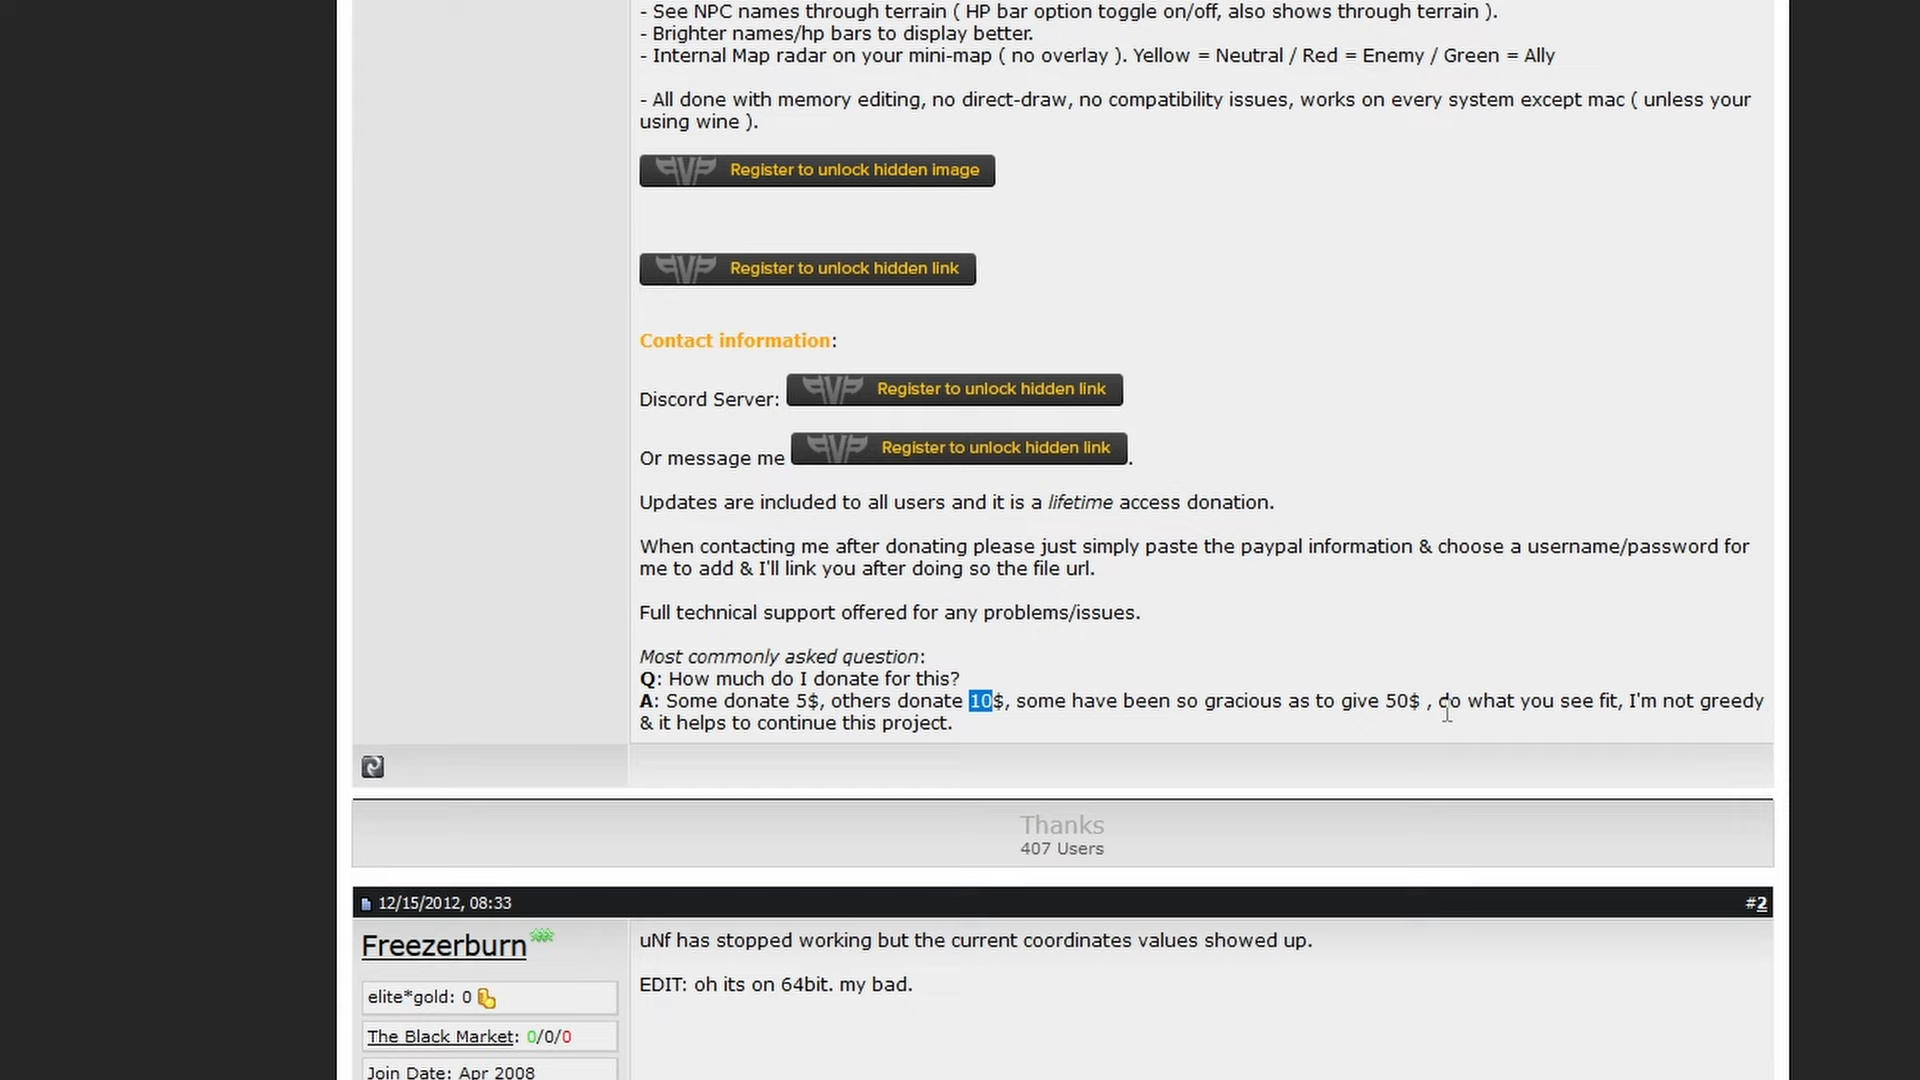 - See NPC names through terrain ( HP bar option toggle on/off, also shows through terrain ).
- Brighter names/hp bars to display better.
- Internal Map radar on your mini-map ( no overlay ). Yellow = Neutral / Red = Enemy / Green = Ally
- All done with memory editing, no direct-draw, no compatibility issues, works on every system except mac ( unless your
using wine ).
Register to unlock hidden image
Register to unlock hidden link
Contact information:
Discord Server: Register to unlock hidden link
Or message me Register to unlock hidden link.
Updates are included to all users and it is a lifetime access donation.
When contacting me after donating please just simply paste the paypal information & choose a username/password for
me to add & I'll link you after doing so the file url.
Full technical support offered for any problems/issues.
Most commonly asked question:
Q: How much do I donate for this?
A: Some donate 5$, others donate 10$, some have been so gracious as to give 50$ , do what you see fit, I'm not greedy
& it helps to continue this project.
Thanks
407 Users
12/15/2012, 08:33 #2
Freezerburn
uNf has stopped working but the current coordinates values showed up.
EDIT: oh its on 64bit. my bad.
elite*gold: 0
The Black Market: 0/0/0
Join Date: Apr 2008